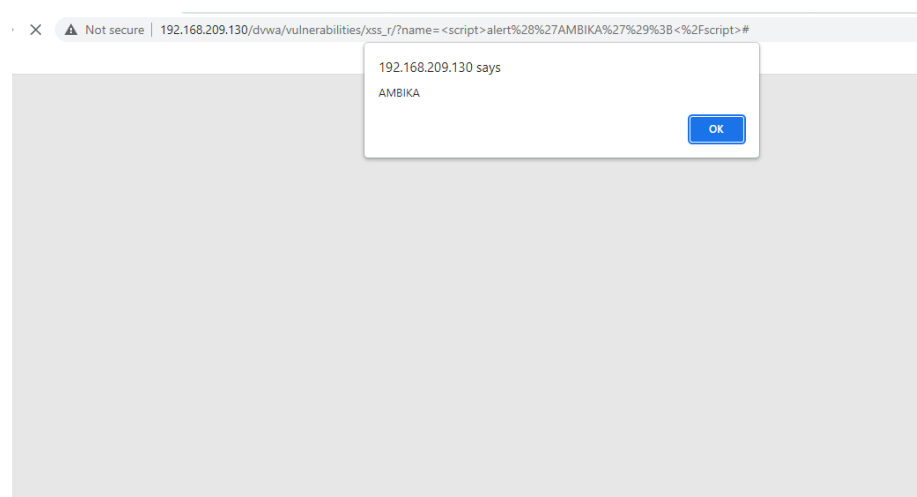 Not secure | 192.168.209.130/dvwa/vulnerabilities/xss_r/?name=<script>alert%28%27AMBIKA%27%29%3B<%2Fscript>#
192.168.209.130 says
AMBIKA
OK